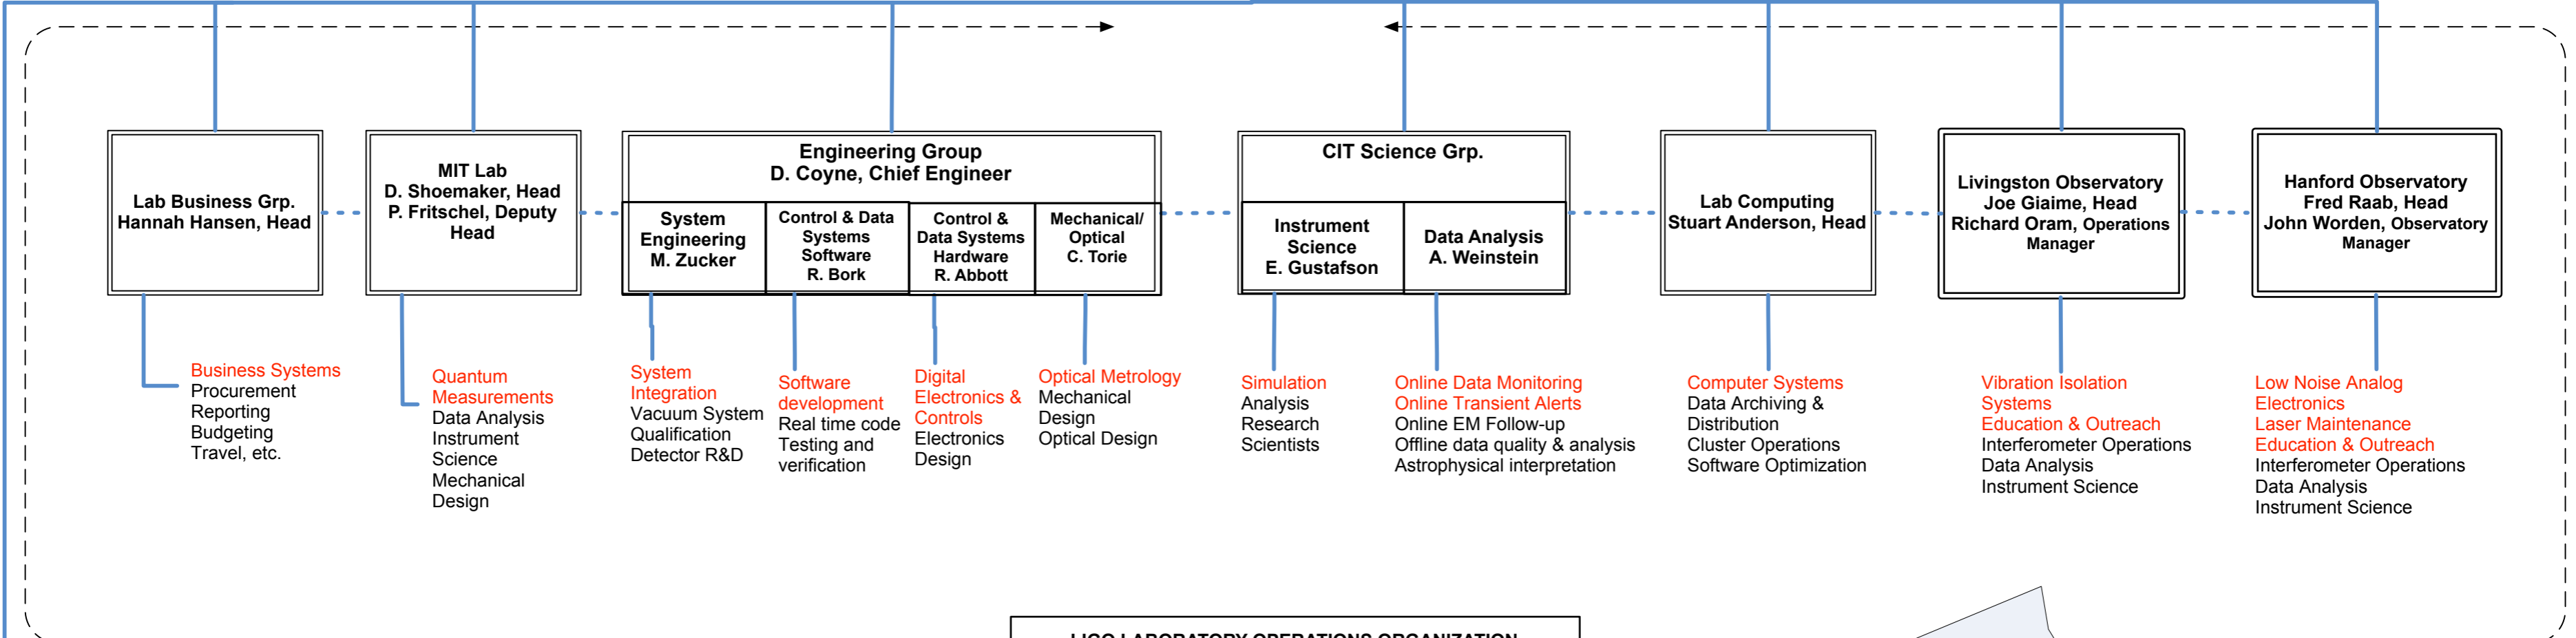 Lab Business Grp.
Hannah Hansen, Head
MIT Lab
D. Shoemaker, Head
P. Fritschel, Deputy
Head
Engineering Group
D. Coyne, Chief Engineer
System
Engineering
M. Zucker
Control & Data
Systems
Software
R. Bork
Control &
Data Systems
Hardware
R. Abbott
Mechanical/
Optical
C. Torie
CIT Science Grp.
Instrument
Science
E. Gustafson
Data Analysis
A. Weinstein
Lab Computing
Stuart Anderson, Head
Livingston Observatory
Joe Giaime, Head
Richard Oram, Operations
Manager
Hanford Observatory
Fred Raab, Head
John Worden, Observatory
Manager
Business Systems
Procurement
Reporting
Budgeting
Travel, etc.
Quantum
Measurements
Data Analysis
Instrument
Science
Mechanical
Design
System
Integration
Vacuum System
Qualification
Detector R&D
Software
development
Real time code
Testing and
verification
Digital
Electronics &
Controls
Electronics
Design
Optical Metrology
Mechanical
Design
Optical Design
Simulation
Analysis
Research
Scientists
Online Data Monitoring
Online Transient Alerts
Online EM Follow-up
Offline data quality & analysis
Astrophysical interpretation
Computer Systems
Data Archiving &
Distribution
Cluster Operations
Software Optimization
Vibration Isolation
Systems
Education & Outreach
Interferometer Operations
Data Analysis
Instrument Science
Low Noise Analog
Electronics
Laser Maintenance
Education & Outreach
Interferometer Operations
Data Analysis
Instrument Science
LIGO LABORATORY OPERATIONS ORGANIZATION